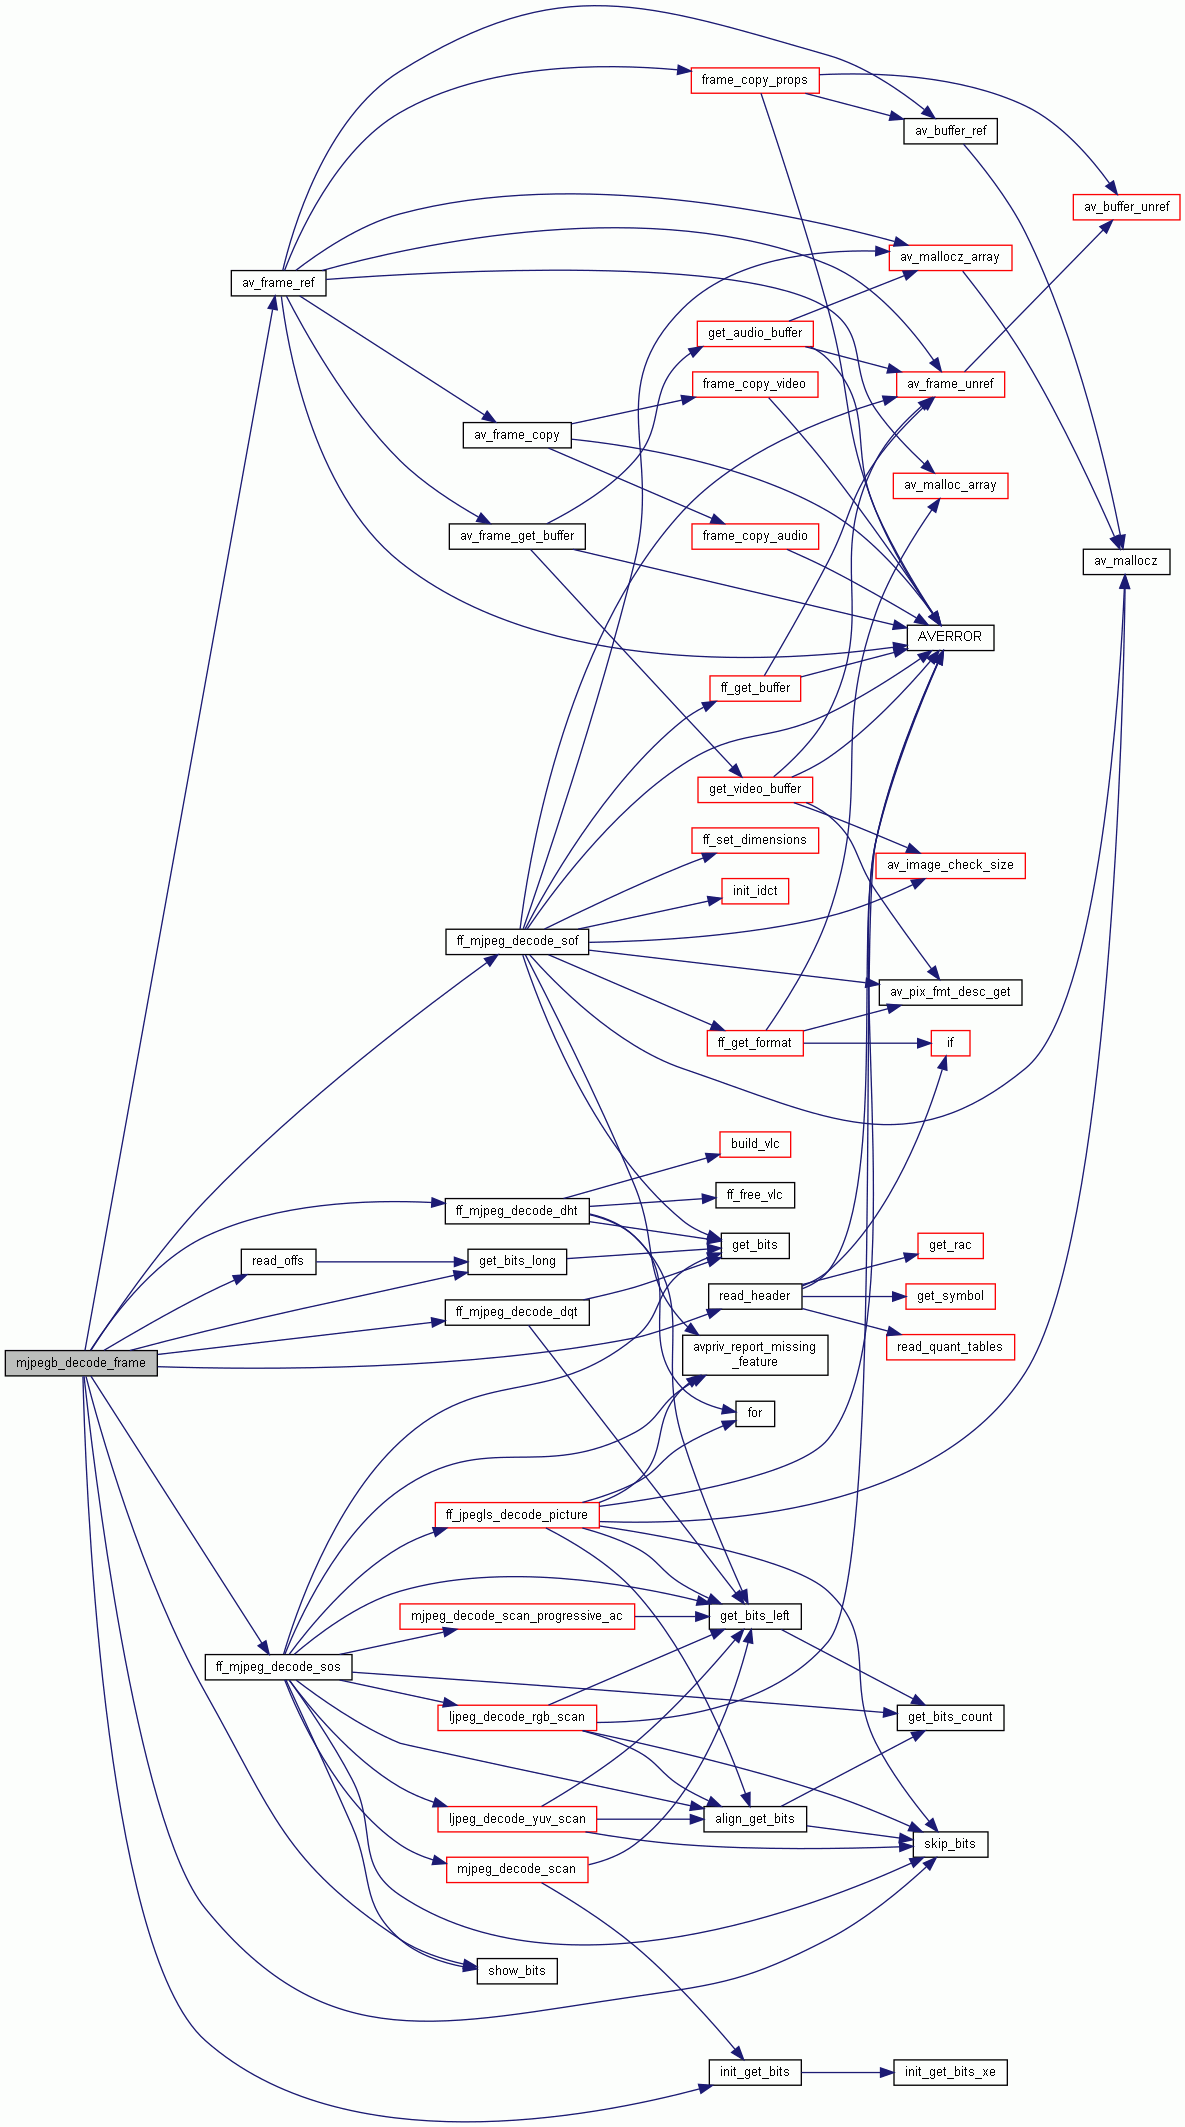 frame_copy_props
av_buffer_ref
av_buffer_unref
av_mallocz_array
av_frame_ref
get_audio_buffer
frame_copy_video
av_frame_unref
av_frame_copy
av_malloc_array
av_frame_get_buffer
frame_copy_audio
av_mallocz
AVERROR
ff_get_buffer
get_video_buffer
ff_set_dimensions
av_image_check_size
init_idct
ff_mjpeg_decode_sof
av_pix_fmt_desc_get
ff_get_format
if
build_vlc
ff_free_vlc
ff_mjpeg_decode_dht
get_bits
get_rac
read_offs
get_bits_long
read_header
get_symbol
ff_mjpeg_decode_dqt
read_quant_tables
avpriv_report_missing
_feature
mjpegb_decode_frame
for
ff_jpegls_decode_picture
mjpeg_decode_scan_progressive_ac
get_bits_left
ff_mjpeg_decode_sos
ljpeg_decode_rgb_scan
get_bits_count
ljpeg_decode_yuv_scan
align_get_bits
skip_bits
mjpeg_decode_scan
show_bits
init_get_bits
init_get_bits_xe